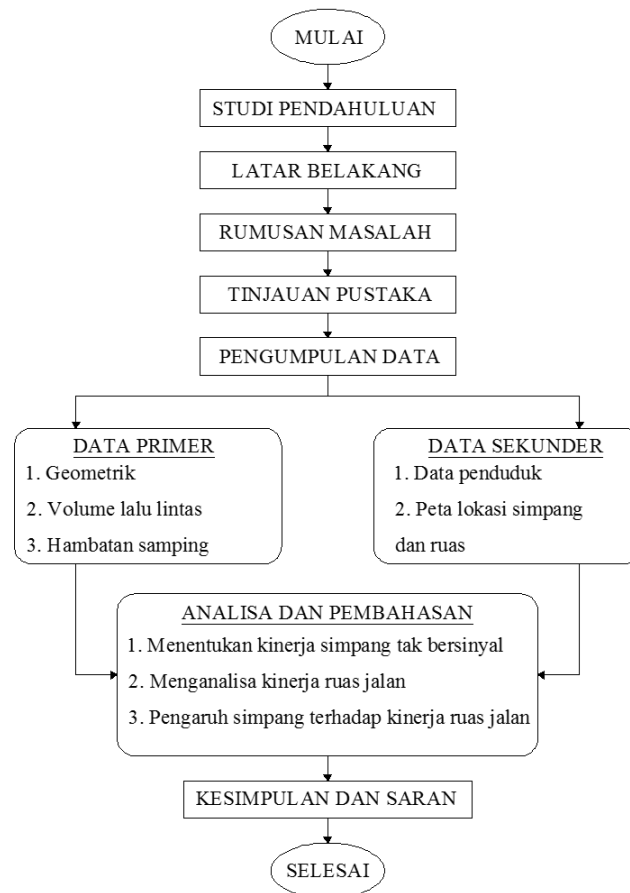 MULAI
STUDI PENDAHULUAN
LATAR BELAKANG
RUMUSAN MASALAH
TINJAUAN PUSTAKA
PENGUMPULAN DATA
DATA PRIMER
1. Geometrik
2. Volume lalu lintas
3. Hambatan samping
DATA SEKUNDER
1. Data penduduk
2. Peta lokasi simpang
dan ruas
ANALISA DAN PEMBAHASAN
1. Menentukan kinerja simpang tak bersinyal
2. Menganalisa kinerja ruas jalan
3. Pengaruh simpang terhadap kinerja ruas jalan
KESIMPULAN DAN SARAN
SELESAI